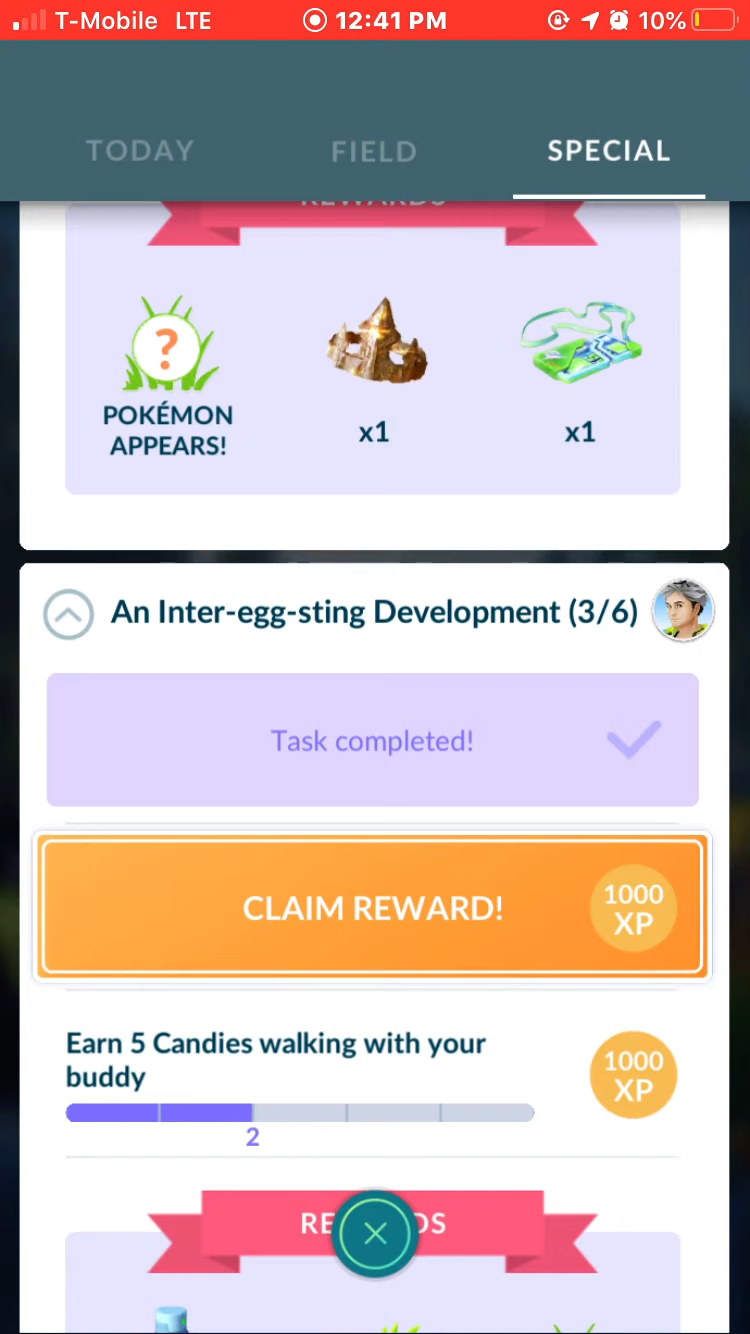 T-Mobile LTE 12:41 PM 10%
TODAY FIELD SPECIAL
REWARDS
?
POKÉMON
APPEARS!
x1
x1
An Inter-egg-sting Development (3/6)
Task completed!
CLAIM REWARD!
1000
XP
Earn 5 Candies walking with your
buddy
1000
XP
2